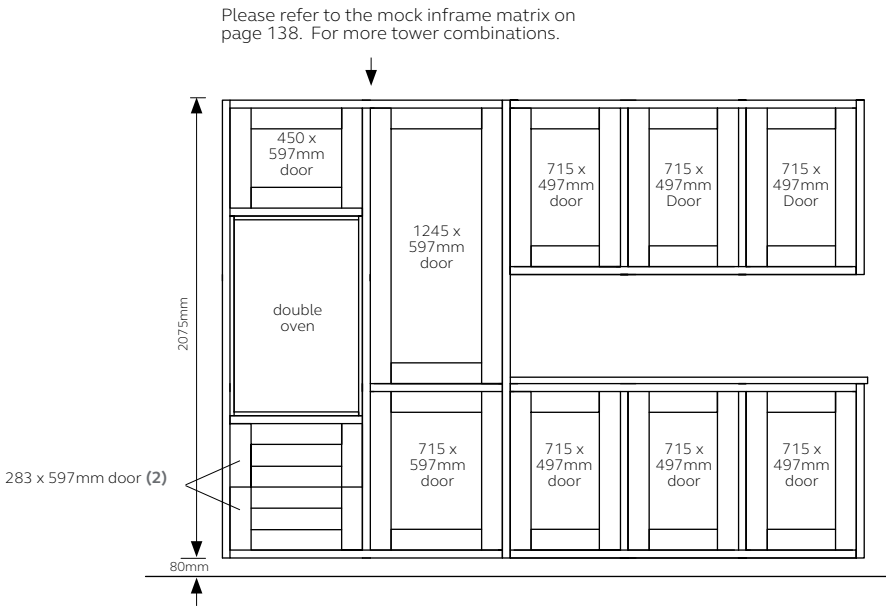 Please refer to the mock inframe matrix on
page 138. For more tower combinations.
450 x
597mm
door
715 x
497mm
door
715 x
497mm
Door
715 x
497mm
Door
1245 x
597mm
door
double
oven
2075mm
715 x
597mm
door
715 x
497mm
door
715 x
497mm
door
715 x
497mm
door
283 x 597mm door (2)
80mm